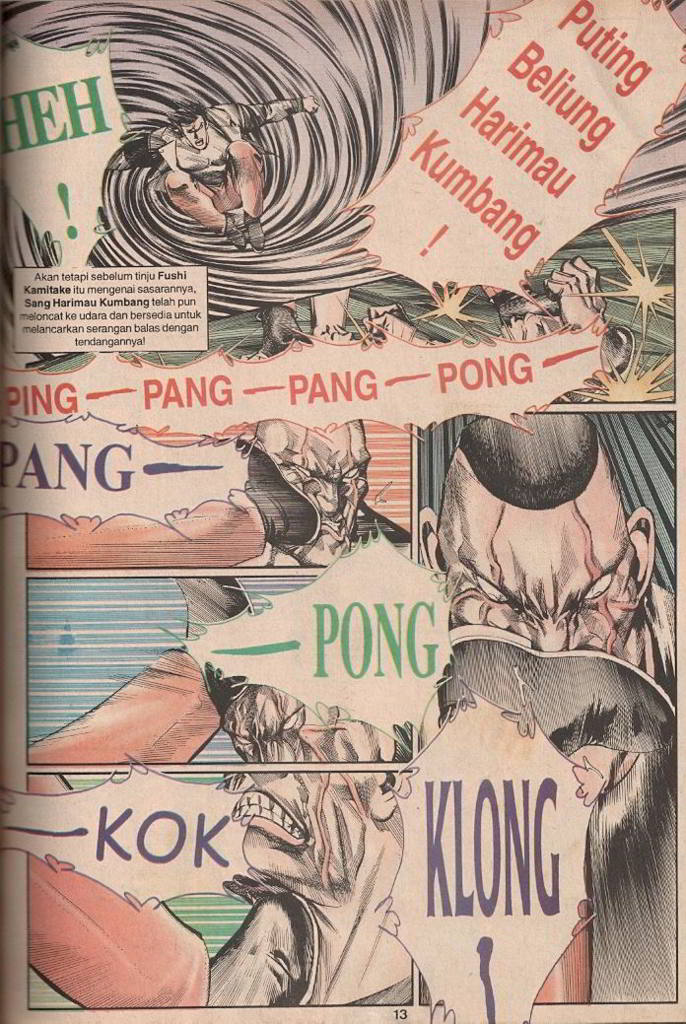 HEH
!
Puting
Beliung
Harimau
Kumbang
!
Akan tetapi sebelum tinju Fushi
Kamitake itu mengenai sasarannya,
Sang Harimau Kumbang telah pun
meloncat ke udara dan bersedia untuk
melancarkan serangan balas dengan
tendangannya!
PING — PANG — PANG — PONG —
PANG —
— PONG
— KOK
KLONG
!
13